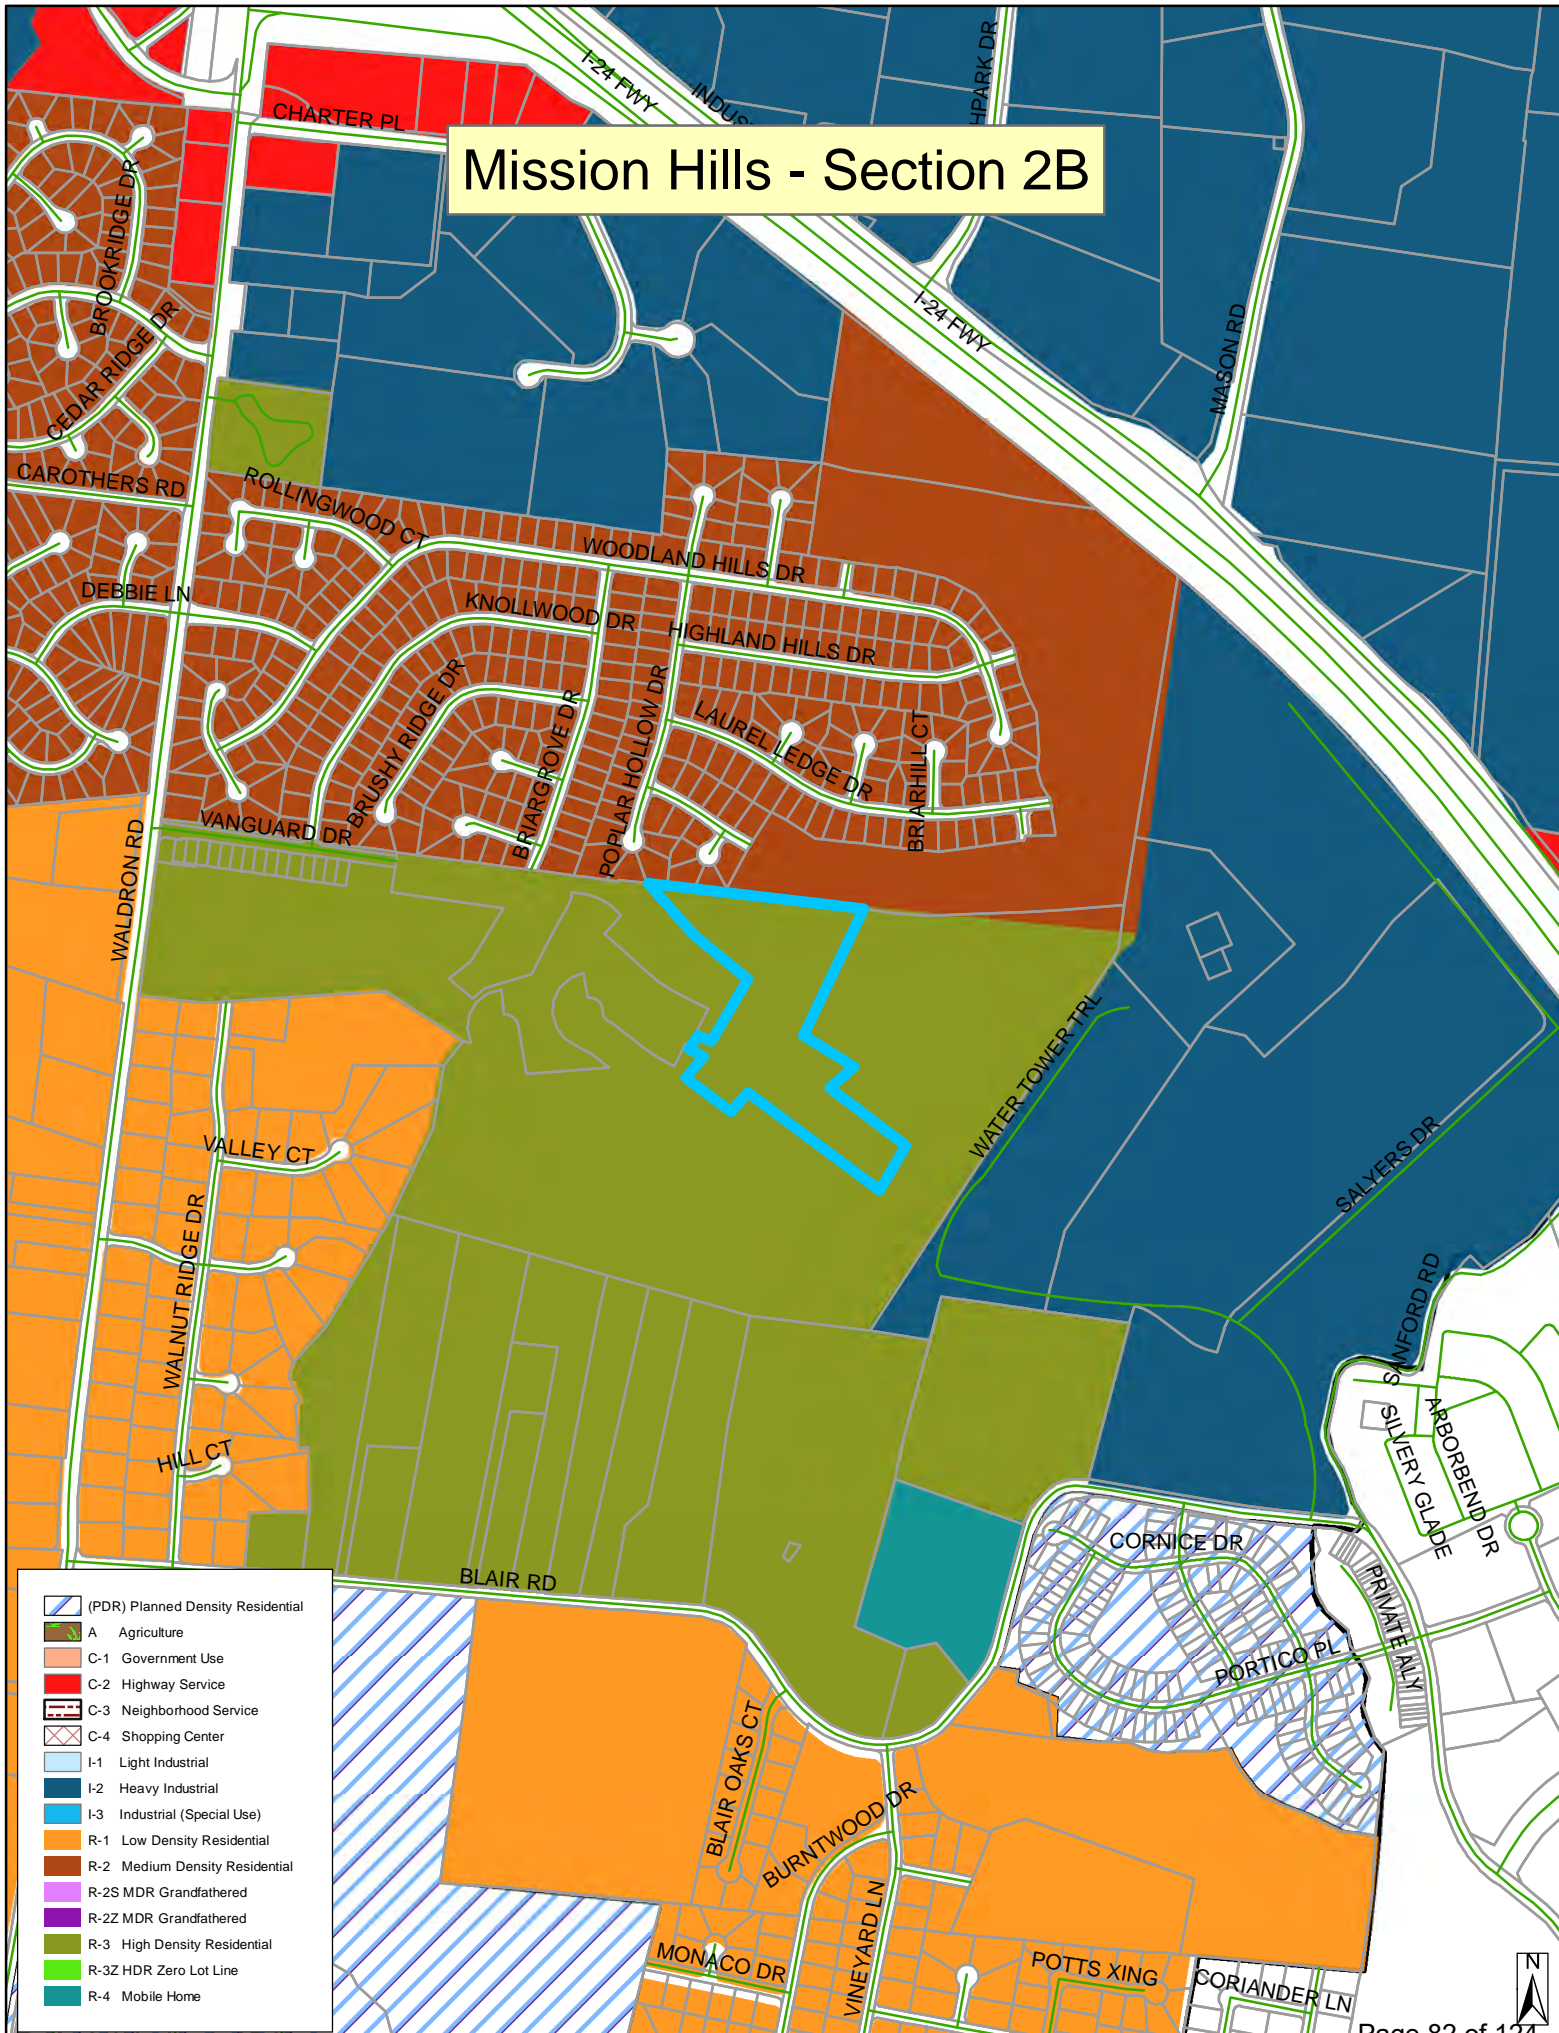 Mission Hills - Section 2B
I-24 FWY
HPARK DR
CHARTER PL
BROOKRIDGE DR
I-24 FWY
MASON RD
CEDAR RIDGE DR
CAROTHERS RD
ROLLINGWOOD CT
WOODLAND HILLS DR
DEBBIE LN
KNOLLWOOD DR
HIGHLAND HILLS DR
BRUSHY RIDGE DR
BRIARGROVE DR
POPLAR HOLLOW DR
LAUREL LEDGE DR
BRIARHILL CT
VANGUARD DR
WALDRON RD
WATER TOWER TRL
VALLEY CT
SALYERS DR
WALNUT RIDGE DR
SANFORD RD
HILL CT
SILVERY GLADE
ARBORBEND DR
CORNICE DR
BLAIR RD
PRIVATE ALY
PORTICO PL
BLAIR OAKS CT
BURNTWOOD DR
VINEYARD LN
MONACO DR
POTTS XING
CORIANDER LN
(PDR) Planned Density Residential
A Agriculture
C-1 Government Use
C-2 Highway Service
C-3 Neighborhood Service
C-4 Shopping Center
I-1 Light Industrial
I-2 Heavy Industrial
I-3 Industrial (Special Use)
R-1 Low Density Residential
R-2 Medium Density Residential
R-2S MDR Grandfathered
R-2Z MDR Grandfathered
R-3 High Density Residential
R-3Z HDR Zero Lot Line
R-4 Mobile Home
N
Page 82 of 124